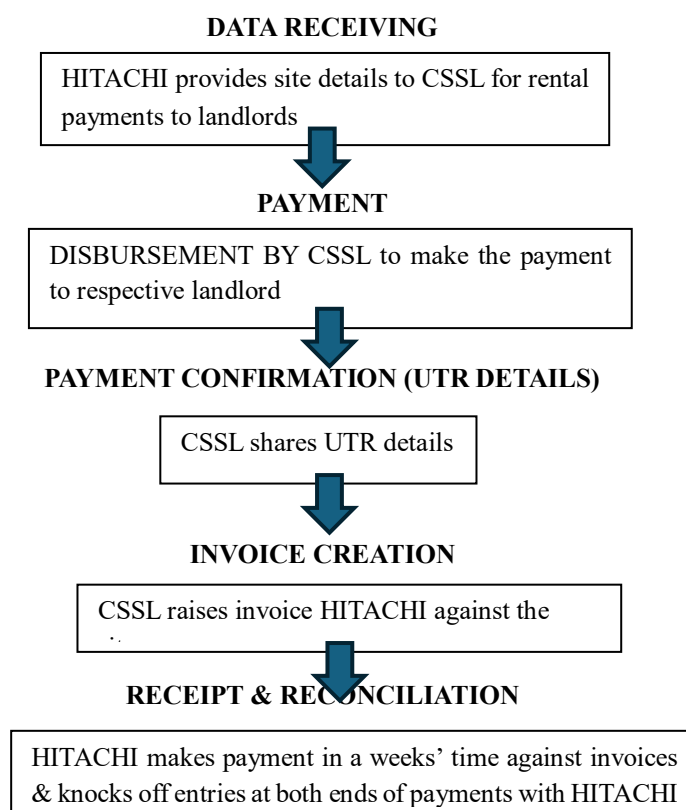 DATA RECEIVING
HITACHI provides site details to CSSL for rental
payments to landlords
PAYMENT
DISBURSEMENT BY CSSL to make the payment
to respective landlord
PAYMENT CONFIRMATION (UTR DETAILS)
CSSL shares UTR details
INVOICE CREATION
CSSL raises invoice HITACHI against the
RECEIPT & RECONCILIATION
HITACHI makes payment in a weeks’ time against invoices
& knocks off entries at both ends of payments with HITACHI